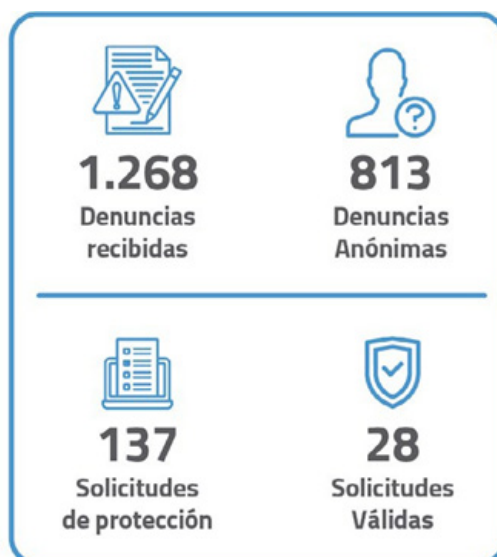 1.268
Denuncias
recibidas
813
Denuncias
Anónimas
137
Solicitudes
de protección
28
Solicitudes
Válidas